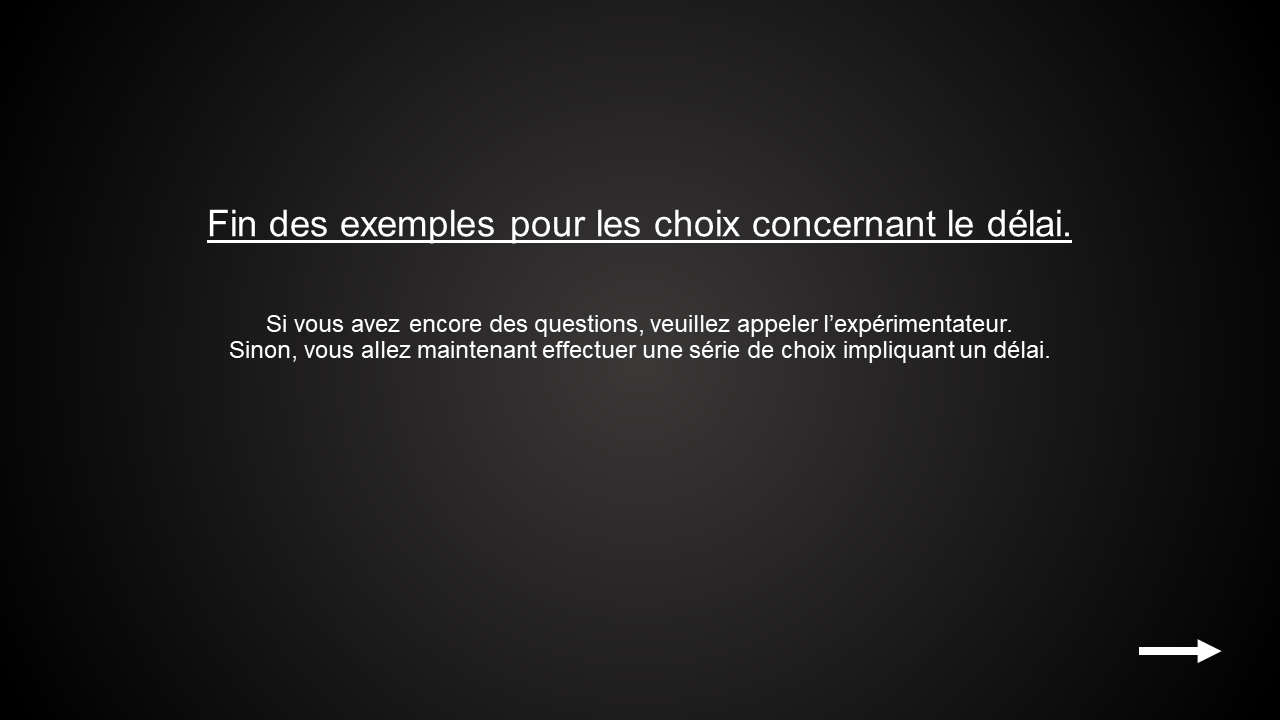 Fin des exemples pour les choix concernant le délai.
Si vous avez encore des questions, veuillez appeler l’expérimentateur.
Sinon, vous allez maintenant effectuer une série de choix impliquant un délai.